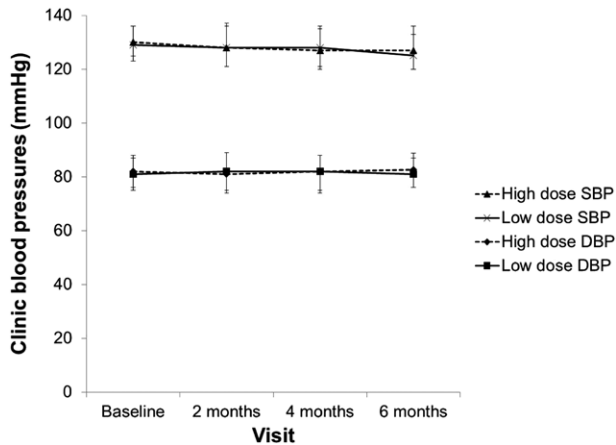 Clinic blood pressures (mmHg)
140
120
100
80
60
40
20
0
Baseline
2 months
4 months
6 months
Visit
High dose SBP
Low dose SBP
High dose DBP
Low dose DBP